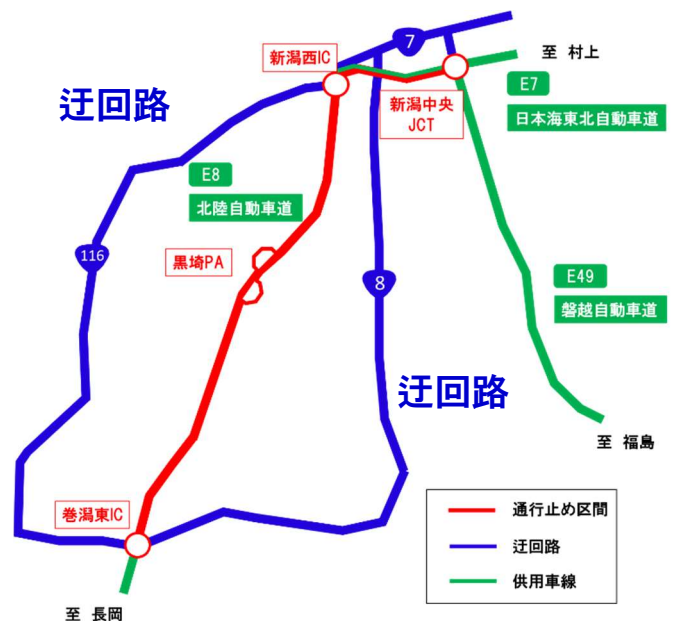 7
至 村上
新潟西IC
E7
迂回路
新潟中央
JCT
日本海東北自動車道
E8
北陸自動車道
116
黒埼PA
8
E49
磐越自動車道
迂回路
至 福島
巻潟東IC
通行止め区間
迂回路
供用車線
至 長岡